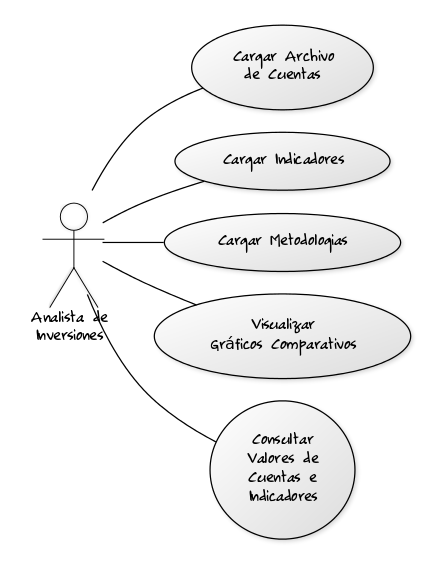 Cargar Archivo
de Cuentas
Cargar Indicadores
Cargar Metodologias
Analista de
Inversiones
Visualizar
Gráficos Comparativos
Consultar
Valores de
Cuentas e
Indicadores